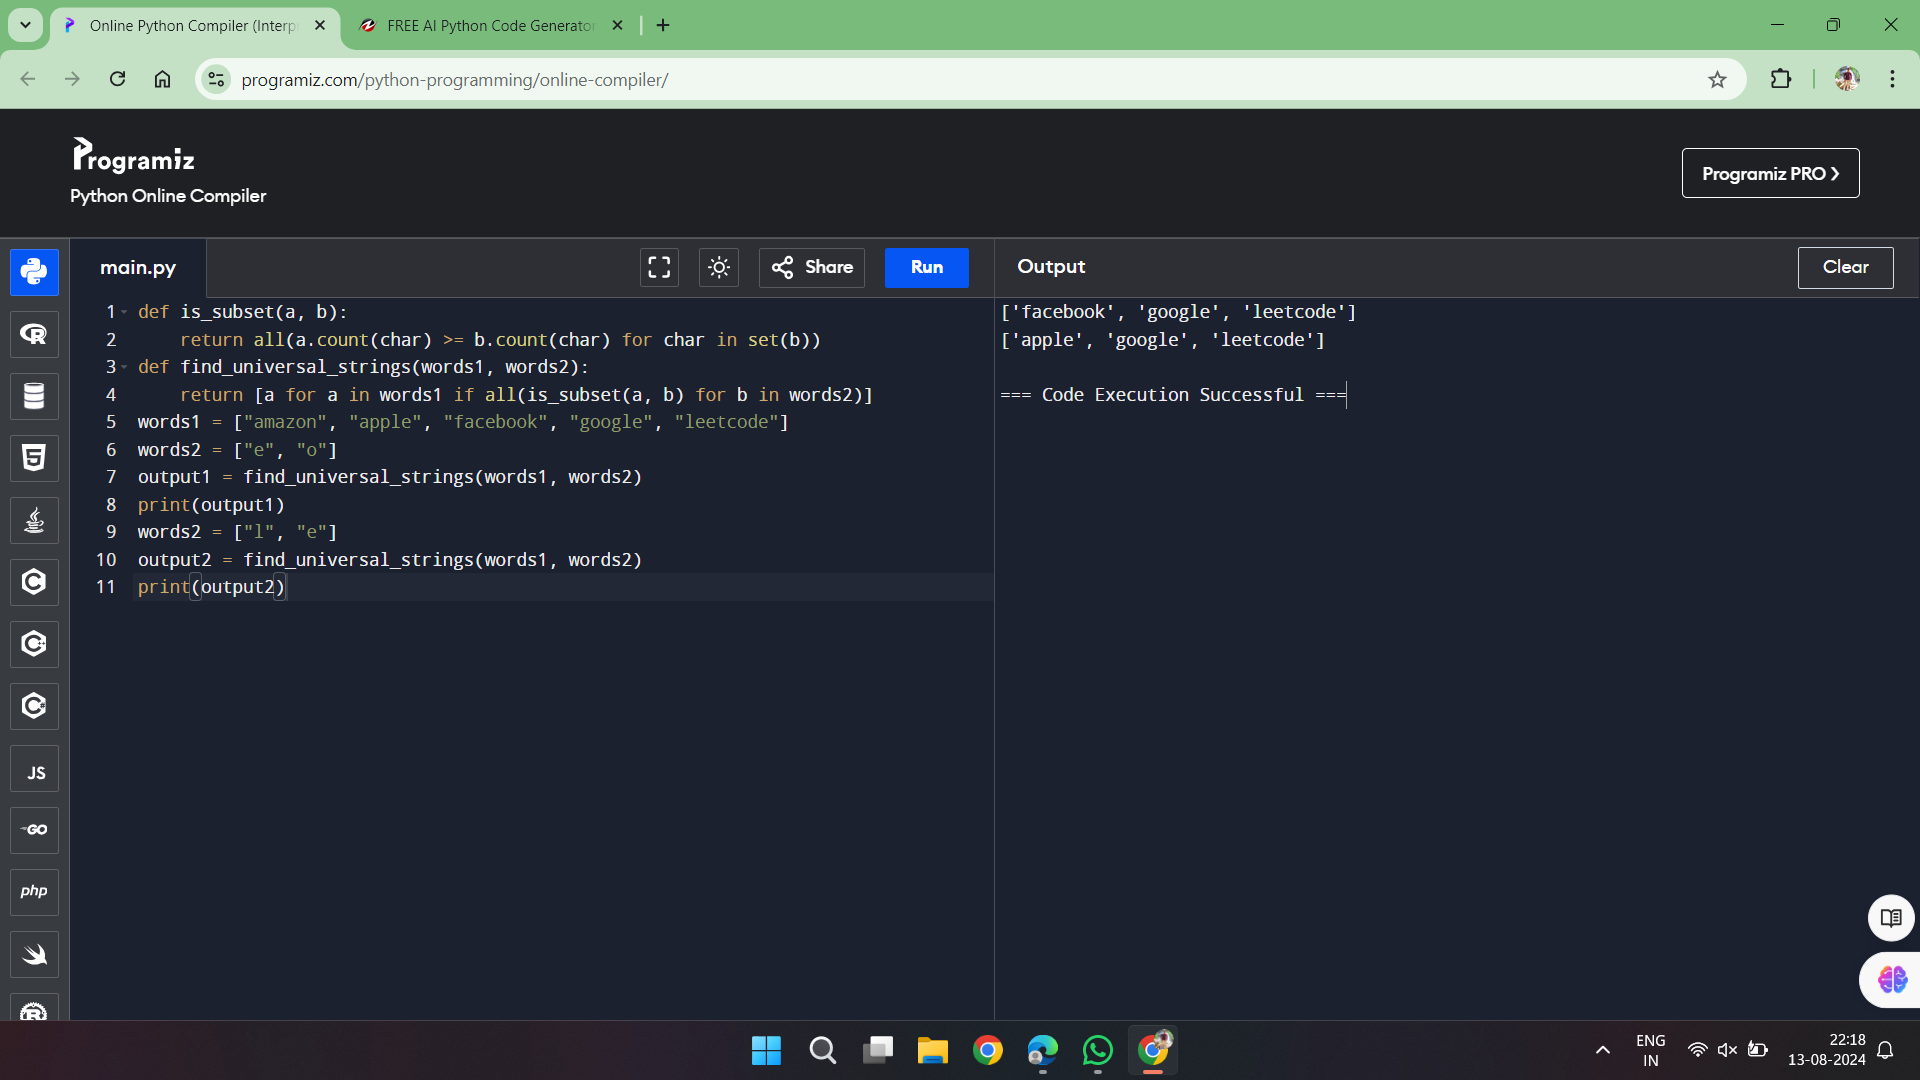 Online Python Compiler (Interp
FREE AI Python Code Generator
programiz.com/python-programming/online-compiler/
Programiz
Python Online Compiler
Programiz PRO ❯
main.py
Share
Run
Output
Clear
1 def is_subset(a, b):
2     return all(a.count(char) >= b.count(char) for char in set(b))
3 def find_universal_strings(words1, words2):
4     return [a for a in words1 if all(is_subset(a, b) for b in words2)]
5 words1 = ["amazon", "apple", "facebook", "google", "leetcode"]
6 words2 = ["e", "o"]
7 output1 = find_universal_strings(words1, words2)
8 print(output1)
9 words2 = ["l", "e"]
10 output2 = find_universal_strings(words1, words2)
11 print(output2)
['facebook', 'google', 'leetcode']
['apple', 'google', 'leetcode']
=== Code Execution Successful ===
R
5
C
C++
C#
JS
GO
php
R
ENG
IN
22:18
13-08-2024